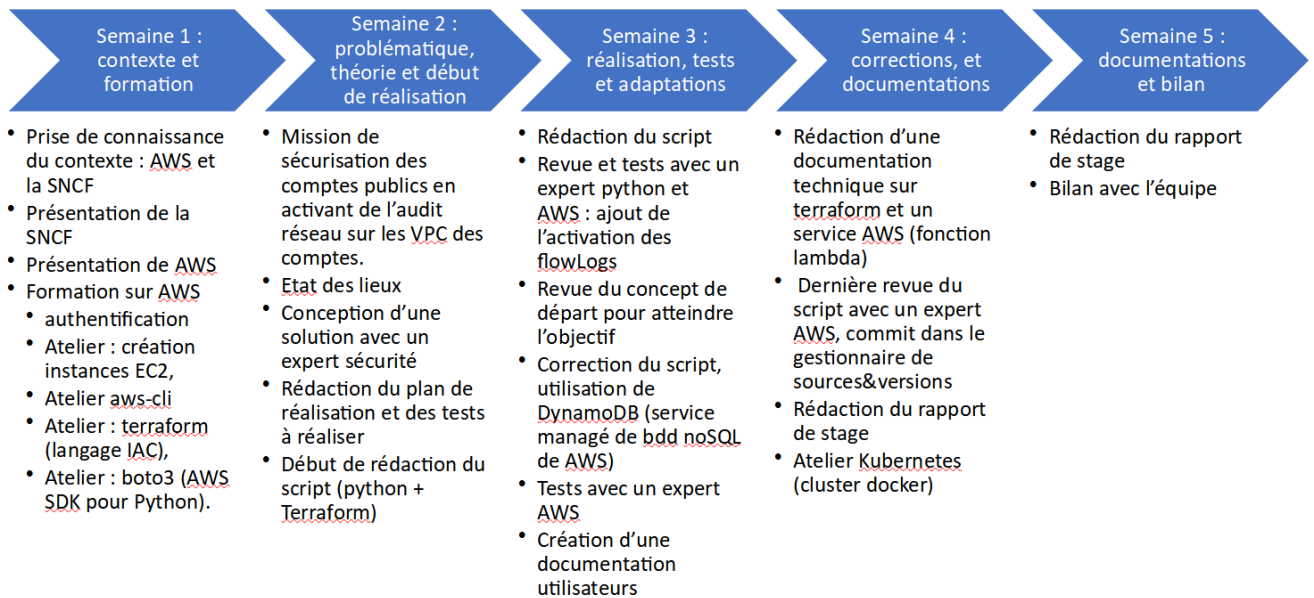 Semaine 1 :
contexte et
formation
• Prise de connaissance
du contexte : AWS et
la SNCF
• Présentation de la
SNCF
• Présentation de AWS
• Formation sur AWS
• authentification
• Atelier : création
instances EC2,
• Atelier aws-cli
• Atelier : terraform
(langage IAC),
• Atelier : boto3 (AWS
SDK pour Python).
Semaine 2 :
problématique,
théorie et début
de réalisation
• Mission de
sécurisation des
comptes publics en
activant de l’audit
réseau sur les VPC des
comptes.
• Etat des lieux
• Conception d’une
solution avec un
expert sécurité
• Rédaction du plan de
réalisation et des tests
à réaliser
• Début de rédaction du
script (python +
Terraform)
Semaine 3 :
réalisation, tests
et adaptations
• Rédaction du script
• Revue et tests avec un
expert python et
AWS : ajout de
l’activation des
flowLogs
• Revue du concept de
départ pour atteindre
l’objectif
• Correction du script,
utilisation de
DynamoDB (service
managé de bdd noSQL
de AWS)
• Tests avec un expert
AWS
• Création d’une
documentation
utilisateurs
Semaine 4 :
corrections, et
documentations
• Rédaction d’une
documentation
technique sur
terraform et un
service AWS (fonction
lambda)
• Dernière revue du
script avec un expert
AWS, commit dans le
gestionnaire de
sources&versions
• Rédaction du rapport
de stage
• Atelier Kubernetes
(cluster docker)
Semaine 5 :
documentations
et bilan
• Rédaction du rapport
de stage
• Bilan avec l’équipe